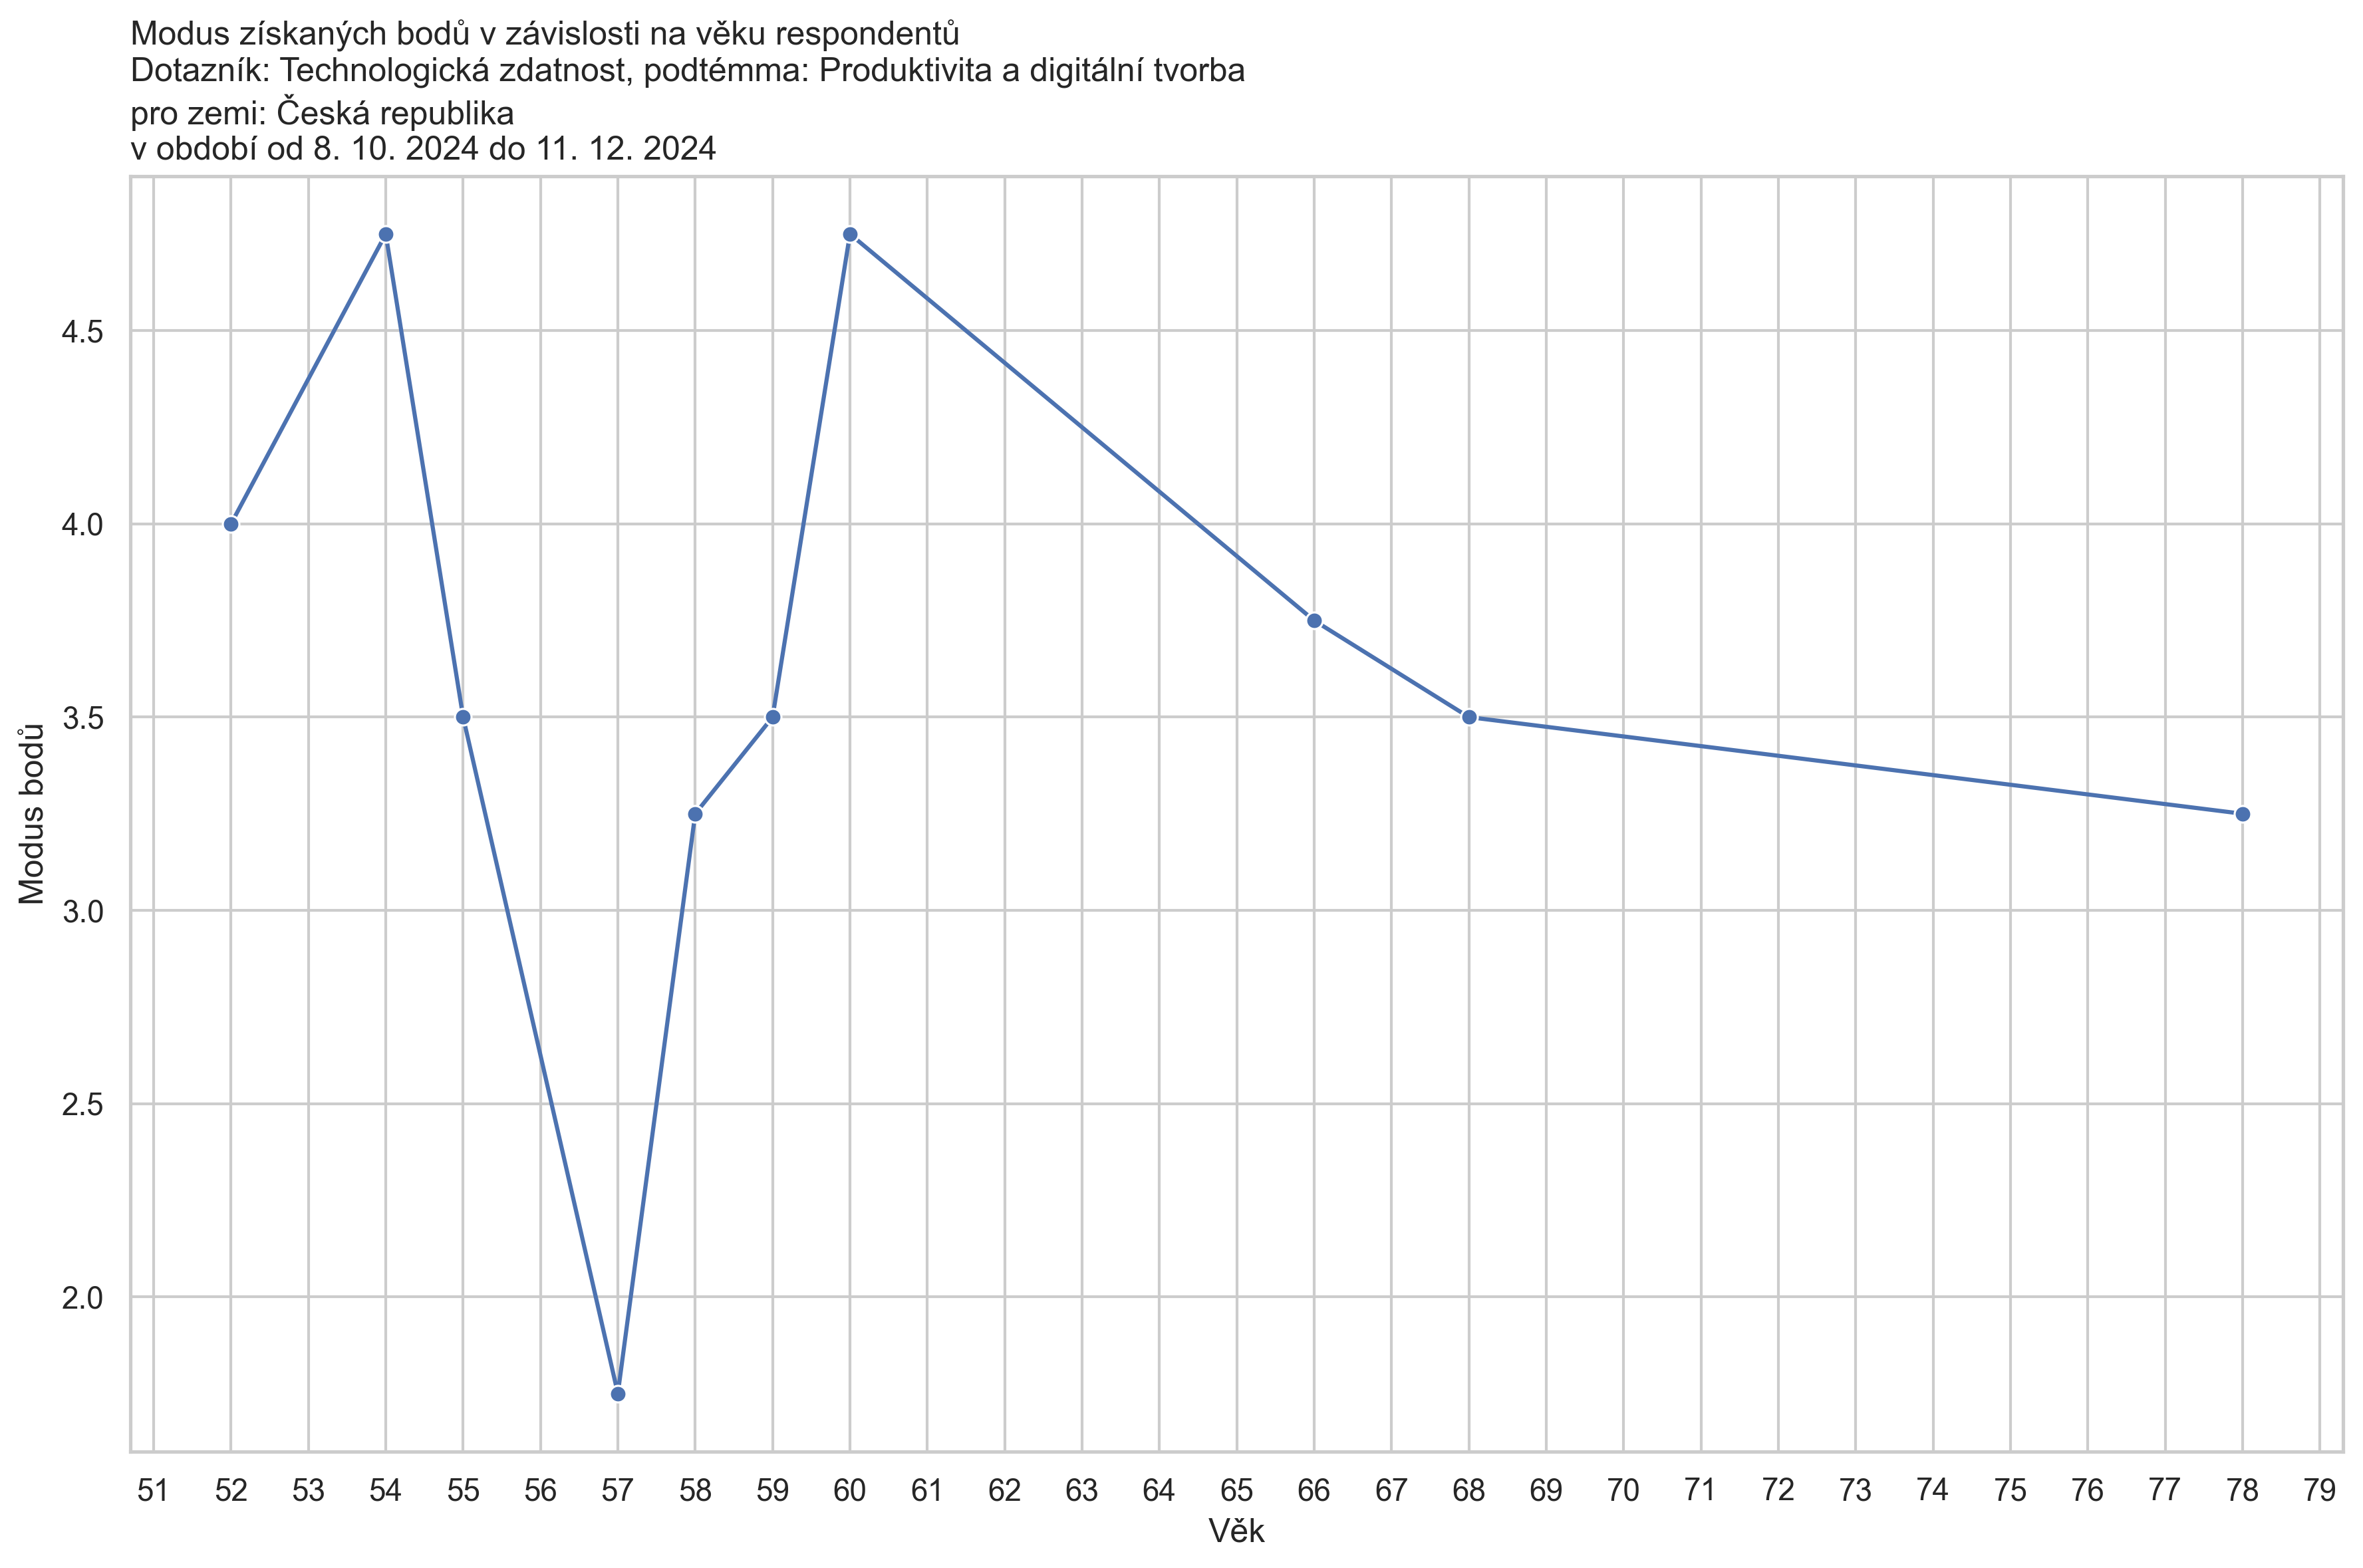 Modus získaných bodů v závislosti na věku respondentů
Dotazník: Technologická zdatnost, podtémma: Produktivita a digitální tvorba
pro zemi: Česká republika
v období od 8. 10. 2024 do 11. 12. 2024
4.5
4.0
3.5
3.0
2.5
2.0
Modus bodů
51 52 53 54 55 56 57 58 59 60 61 62 63 64 65 66 67 68 69 70 71 72 73 74 75 76 77 78 79
Věk